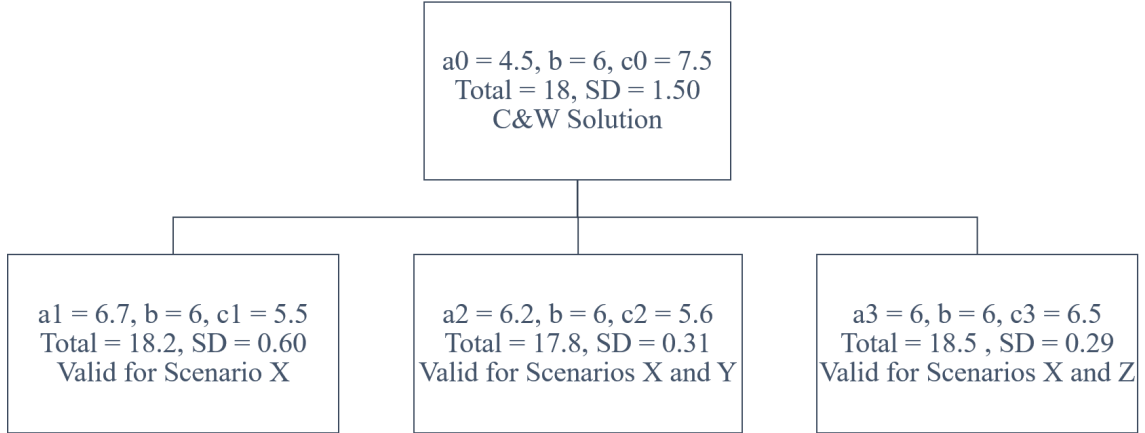 a0 = 4.5, b = 6, c0 = 7.5
Total = 18, SD = 1.50
C&W Solution
a1 = 6.7, b = 6, c1 = 5.5
Total = 18.2, SD = 0.60
Valid for Scenario X
a2 = 6.2, b = 6, c2 = 5.6
Total = 17.8, SD = 0.31
Valid for Scenarios X and Y
a3 = 6, b = 6, c3 = 6.5
Total = 18.5 , SD = 0.29
Valid for Scenarios X and Z